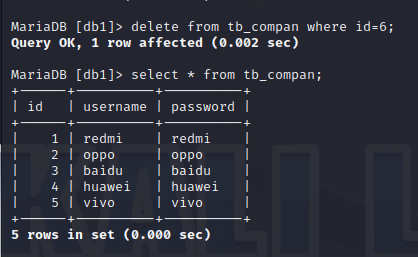 MariaDB [db1]> delete from tb_compan where id=6;
Query OK, 1 row affected (0.002 sec)
MariaDB [db1]> select * from tb_compan;
+------+----------+----------+
| id   | username | password |
+------+----------+----------+
|    1 | redmi    | redmi    |
|    2 | oppo     | oppo     |
|    3 | baidu    | baidu    |
|    4 | huawei   | huawei   |
|    5 | vivo     | vivo     |
+------+----------+----------+
5 rows in set (0.000 sec)